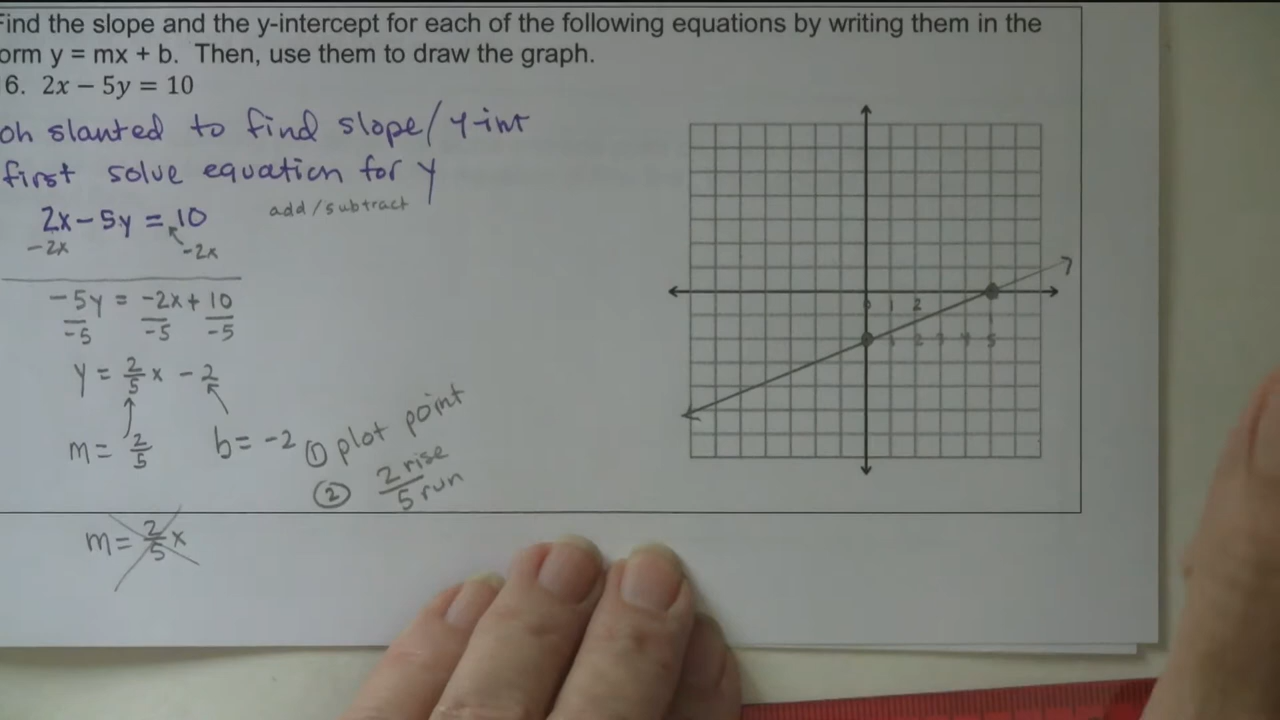 Find the slope and the y-intercept for each of the following equations by writing them in the
orm y = mx + b. Then, use them to draw the graph.
6. 2x − 5y = 10
oh slanted to find slope/y-int
first solve equation for y
add/subtract
2x − 5y = 10
−2x −2x
−5y = −2x + 10
−5 −5 −5
y = 2/5 x − 2
m = 2/5 b = −2
① plot point
② 2 rise / 5 run
m = 2/5 x
0 1 2
1 2 3 4 5